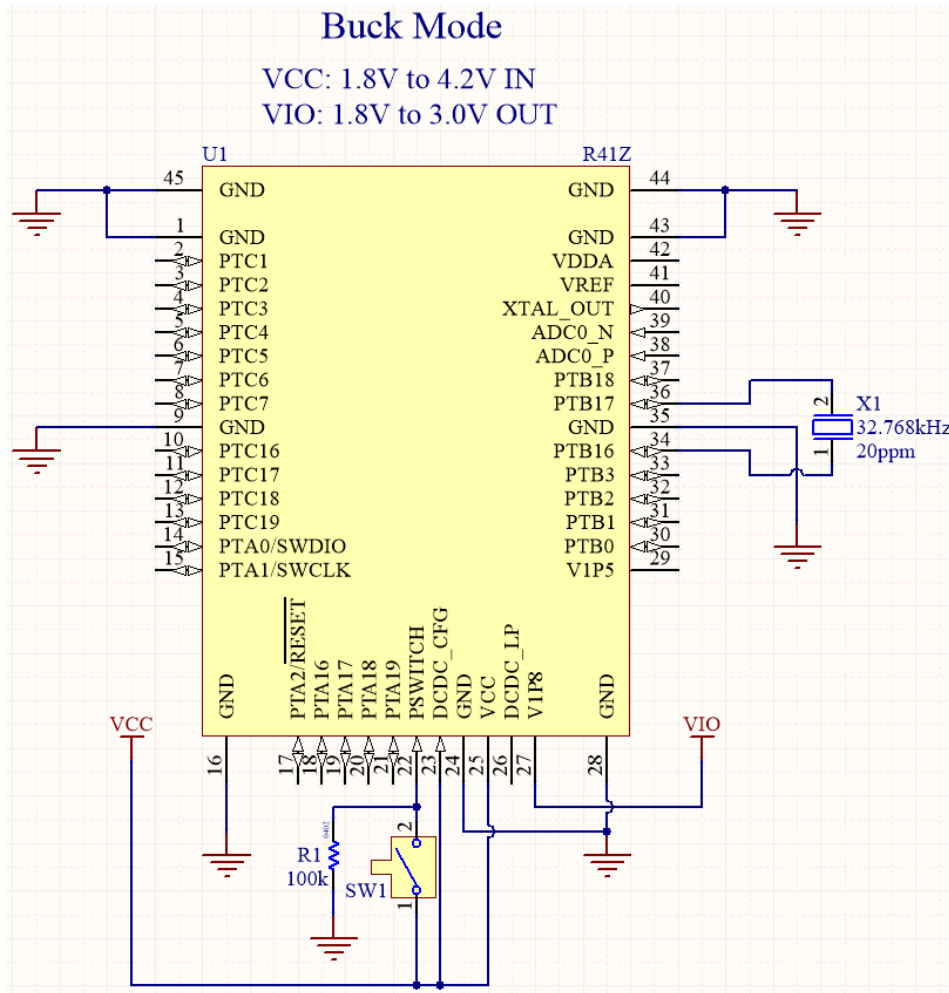 Buck Mode
VCC: 1.8V to 4.2V IN
VIO: 1.8V to 3.0V OUT
U1
R41Z
45 GND
GND 44
1 GND
GND 43
2 PTC1
VDDA 42
3 PTC2
VREF 41
4 PTC3
XTAL_OUT 40
5 PTC4
ADC0_N 39
6 PTC5
ADC0_P 38
7 PTC6
PTB18 37
8 PTC7
PTB17 36
9 GND
GND 35
10 PTC16
PTB16 34
11 PTC17
PTB3 33
12 PTC18
PTB2 32
13 PTC19
PTB1 31
14 PTA0/SWDIO
PTB0 30
15 PTA1/SWCLK
V1P5 29
2
X1
32.768kHz
1
20ppm
GND 16
PTA2/RESET 17
PTA16 18
PTA17 19
PTA18 20
PTA19 21
PSWITCH 22
DCDC_CFG 23
GND 24
VCC 25
DCDC_LP 26
V1P8 27
GND 28
VCC
VIO
0402
R1
100k
2
SW1
1